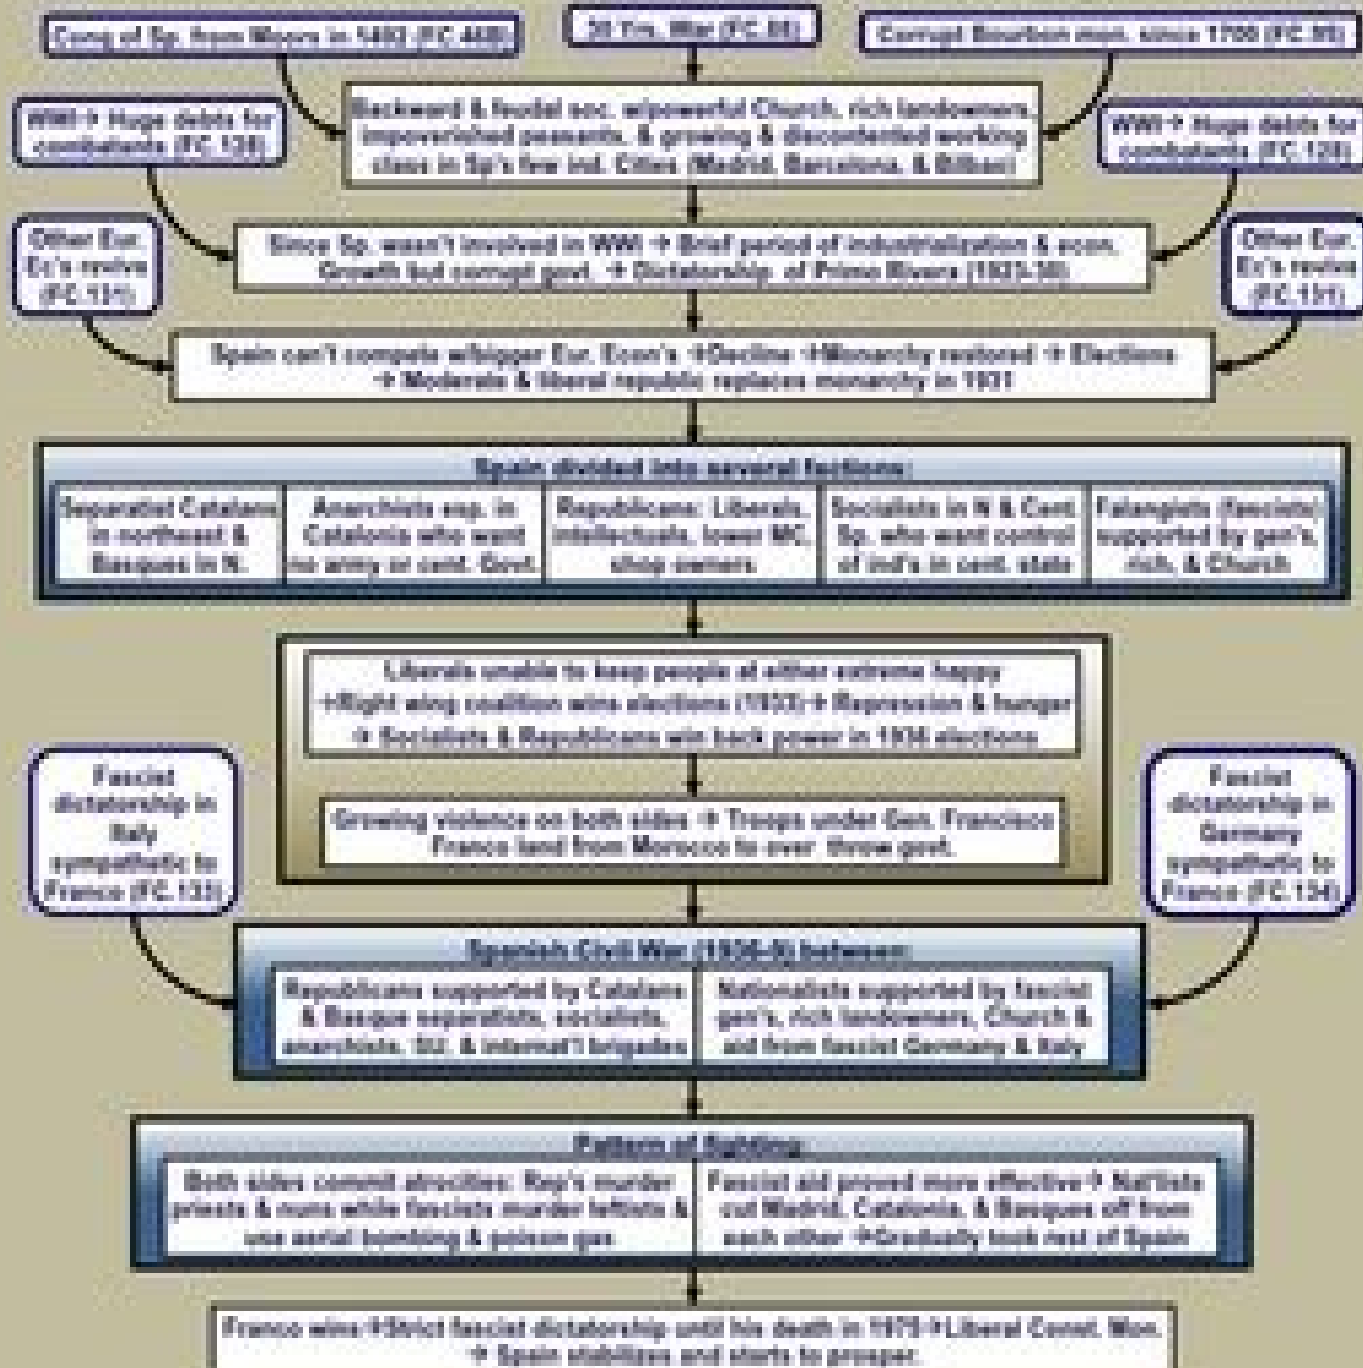 Conq of Sp. from Moors in 1492 (FC.46B)
30 Yrs. War (FC.88)
Corrupt Bourbon mon. since 1700 (FC.95)
Backward & feudal soc. w/powerful Church, rich landowners,
impoverished peasants, & growing & discontented working
class in Sp's few ind. Cities (Madrid, Barcelona, & Bilbao)
WWI→ Huge debts for
combatants (FC.128)
WWI→ Huge debts for
combatants (FC.128)
Since Sp. wasn't involved in WWI → Brief period of industrialization & econ.
Growth but corrupt govt. → Dictatorship. of Primo Rivera (1923-30)
Other Eur.
Ec's revive
(FC.131)
Other Eur.
Ec's revive
(FC.131)
Spain can't compete w/bigger Eur. Econ's →Decline →Monarchy restored → Elections
→ Moderate & liberal republic replaces monarchy in 1931
Spain divided into several factions:
Separatist Catalans
in northeast &
Basques in N.
Anarchists esp. in
Catalonia who want
no army or cent. Govt.
Republicans: Liberals,
intellectuals, lower MC,
shop owners
Socialists in N & Cent.
Sp. who want control
of ind's in cent. state
Falangists (fascists)
supported by gen's,
rich, & Church
Liberals unable to keep people at either extreme happy
→Right wing coalition wins elections (1933)→ Repression & hunger
→ Socialists & Republicans win back power in 1936 elections
Growing violence on both sides → Troops under Gen. Francisco
Franco land from Morocco to over throw govt.
Fascist
dictatorship in
Italy
sympathetic to
Franco (FC.133)
Fascist
dictatorship in
Germany
sympathetic to
Franco (FC.134)
Spanish Civil War (1936-9) between:
Republicans supported by Catalans
& Basque separatists, socialists,
anarchists, SU, & internat'l brigades
Nationalists supported by fascist
gen's, rich landowners, Church &
aid from fascist Germany & Italy
Pattern of fighting
Both sides commit atrocities: Rep's murder
priests & nuns while fascists murder leftists &
use aerial bombing & poison gas
Fascist aid proved more effective→ Nat'lists
cut Madrid, Catalonia, & Basques off from
each other →Gradually took rest of Spain
Franco wins →Strict fascist dictatorship until his death in 1975→Liberal Const. Mon.
→ Spain stabilizes and starts to prosper.